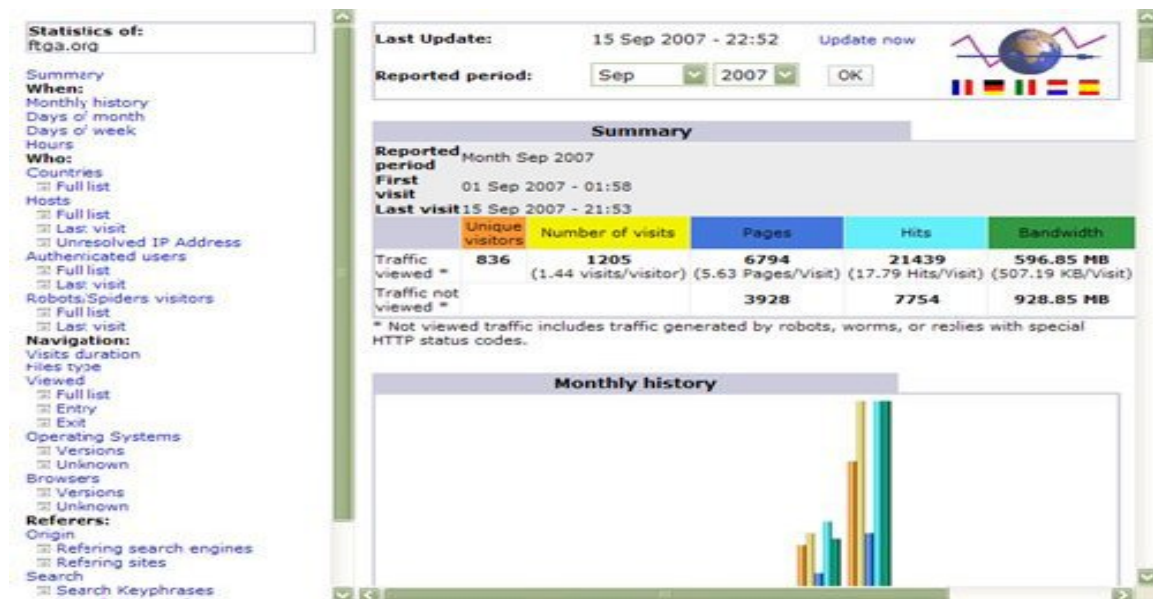 Statistics of:
ftga.org
Summary
When:
Monthly history
Days of month
Days of week
Hours
Who:
Countries
Full list
Hosts
Full list
Last visit
Unresolved IP Address
Authenticated users
Full list
Last visit
Robots/Spiders visitors
Full list
Last visit
Navigation:
Visits duration
Files type
Viewed
Full list
Entry
Exit
Operating Systems
Versions
Unknown
Browsers
Versions
Unknown
Referers:
Origin
Refering search engines
Refering sites
Search
Search Keyphrases
Last Update: 15 Sep 2007 - 22:52 Update now
Reported period: Sep 2007 OK
Summary
Reported period Month Sep 2007
First visit 01 Sep 2007 - 01:58
Last visit 15 Sep 2007 - 21:53
Unique visitors Number of visits Pages Hits Bandwidth
Traffic viewed * 836 1205 6794 21439 596.85 MB
(1.44 visits/visitor) (5.63 Pages/Visit) (17.79 Hits/Visit) (507.19 KB/Visit)
Traffic not viewed * 3928 7754 928.85 MB
* Not viewed traffic includes traffic generated by robots, worms, or replies with special
HTTP status codes.
Monthly history